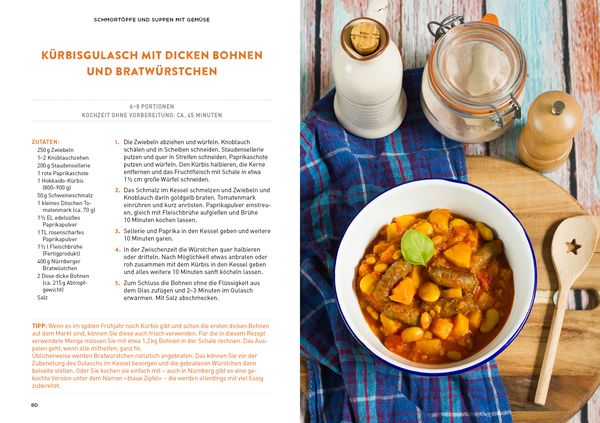 SCHMORTÖPFE UND SUPPEN MIT GEMÜSE
KÜRBISGULASCH MIT DICKEN BOHNEN
UND BRATWÜRSTCHEN
6–8 PORTIONEN
KOCHZEIT OHNE VORBEREITUNG: CA. 45 MINUTEN
ZUTATEN:
250 g Zwiebeln
1–2 Knoblauchzehen
200 g Staudensellerie
1 rote Paprikaschote
1 Hokkaido-Kürbis
(800–900 g)
50 g Schweineschmalz
1 kleines Döschen To-
matenmark (ca. 70 g)
1½ EL edelsüßes
Paprikapulver
1 TL rosenscharfes
Paprikapulver
1½ l Fleischbrühe
(Fertigprodukt)
400 g Nürnberger
Bratwürstchen
2 Dose dicke Bohnen
(ca. 215 g Abtropf-
gewicht)
Salz
1. Die Zwiebeln abziehen und würfeln. Knoblauch
schälen und in Scheiben schneiden. Staudensellerie
putzen und quer in Streifen schneiden. Paprikaschote
putzen und würfeln. Den Kürbis halbieren, die Kerne
entfernen und das Fruchtfleisch mit Schale in etwa
1½ cm große Würfel schneiden.
2. Das Schmalz im Kessel schmelzen und Zwiebeln und
Knoblauch darin goldgelb braten. Tomatenmark
einrühren und kurz anrösten. Paprikapulver einstreu-
en, gleich mit Fleischbrühe aufgießen und Brühe
10 Minuten kochen lassen.
3. Sellerie und Paprika in den Kessel geben und weitere
10 Minuten garen.
4. In der Zwischenzeit die Würstchen quer halbieren
oder dritteln. Nach Möglichkeit etwas anbraten oder
roh zusammen mit dem Kürbis in den Kessel geben und
alles weitere 10 Minuten sanft köcheln lassen.
5. Zum Schluss die Bohnen ohne die Flüssigkeit aus
dem Glas zufügen und 2–3 Minuten im Gulasch
erwärmen. Mit Salz abschmecken.
TIPP: Wenn es im späten Frühjahr noch Kürbis gibt und schon die ersten dicken Bohnen
auf dem Markt sind, können Sie diese auch frisch verwenden. Für die in diesem Rezept
verwendete Menge müssen Sie mit etwa 1,2 kg Bohnen in der Schale rechnen. Das Aus-
palen geht, wenn alle mithelfen, ganz fix.
Üblicherweise werden Bratwürstchen natürlich angebraten. Das können Sie vor der
Zubereitung des Gulaschs im Kessel besorgen und die gebratenen Würstchen dann
beiseite stellen. Oder Sie kochen sie einfach mit – auch in Nürnberg gibt es eine ge-
kochte Version unter dem Namen »blaue Zipfel« – die werden allerdings mit viel Essig
zubereitet.
80